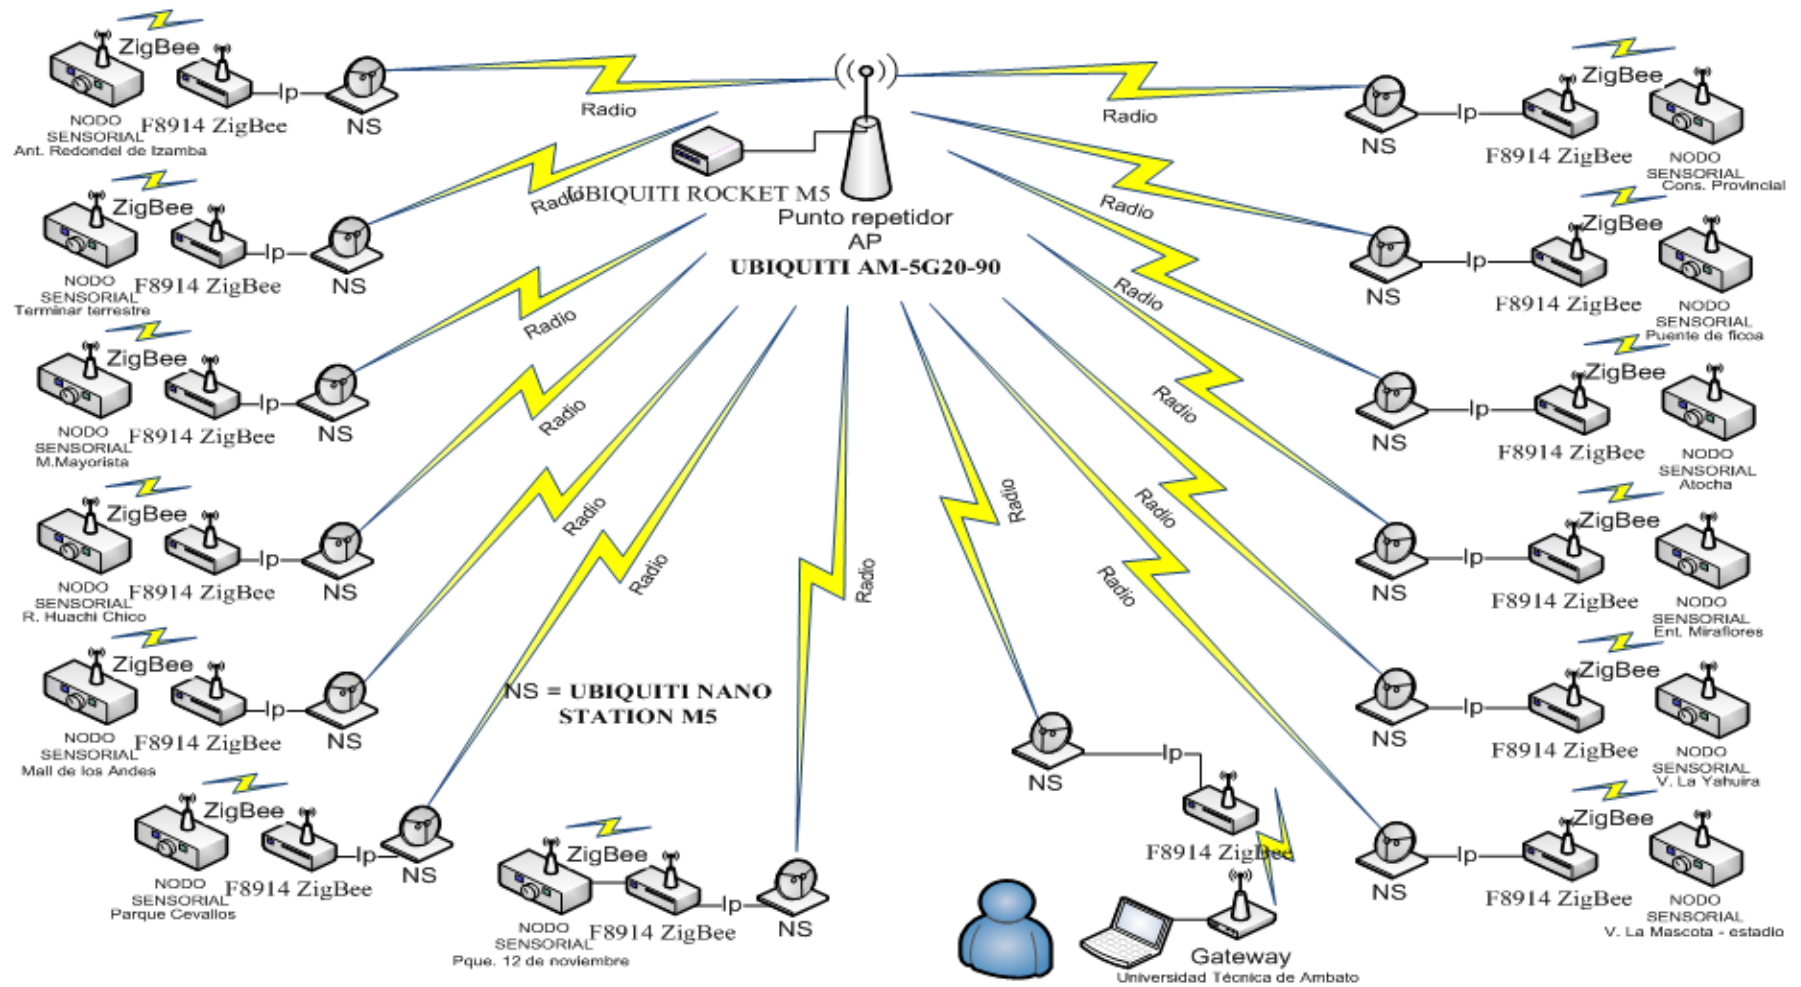 ZigBee
Ip
NODO
SENSORIAL
Ant. Redondel de Izamba
F8914 ZigBee
NS
Radio
ZigBee
Ip
NODO
SENSORIAL
Terminar terrestre
F8914 ZigBee
NS
Radio
ZigBee
Ip
NODO
SENSORIAL
M.Mayorista
F8914 ZigBee
NS
Radio
ZigBee
Ip
NODO
SENSORIAL
R. Huachi Chico
F8914 ZigBee
NS
Radio
ZigBee
Ip
NODO
SENSORIAL
Mall de los Andes
F8914 ZigBee
NS
Radio
ZigBee
Ip
NODO
SENSORIAL
Parque Cevallos
F8914 ZigBee
NS
Radio
ZigBee
Ip
NODO
SENSORIAL
Pque. 12 de noviembre
F8914 ZigBee
NS
Radio
UBIQUITI ROCKET M5
Punto repetidor
AP
UBIQUITI AM-5G20-90
NS = UBIQUITI NANO
STATION M5
Radio
NS
Ip
F8914 ZigBee
Gateway
Universidad Técnica de Ambato
Radio
NS
Ip
ZigBee
F8914 ZigBee
NODO
SENSORIAL
Cons. Provincial
Radio
NS
Ip
ZigBee
F8914 ZigBee
NODO
SENSORIAL
Puente de ficoa
Radio
NS
Ip
ZigBee
F8914 ZigBee
NODO
SENSORIAL
Atocha
Radio
NS
Ip
ZigBee
F8914 ZigBee
NODO
SENSORIAL
Ent. Miraflores
Radio
NS
Ip
ZigBee
F8914 ZigBee
NODO
SENSORIAL
V. La Yahuira
Radio
NS
Ip
ZigBee
F8914 ZigBee
NODO
SENSORIAL
V. La Mascota - estadio